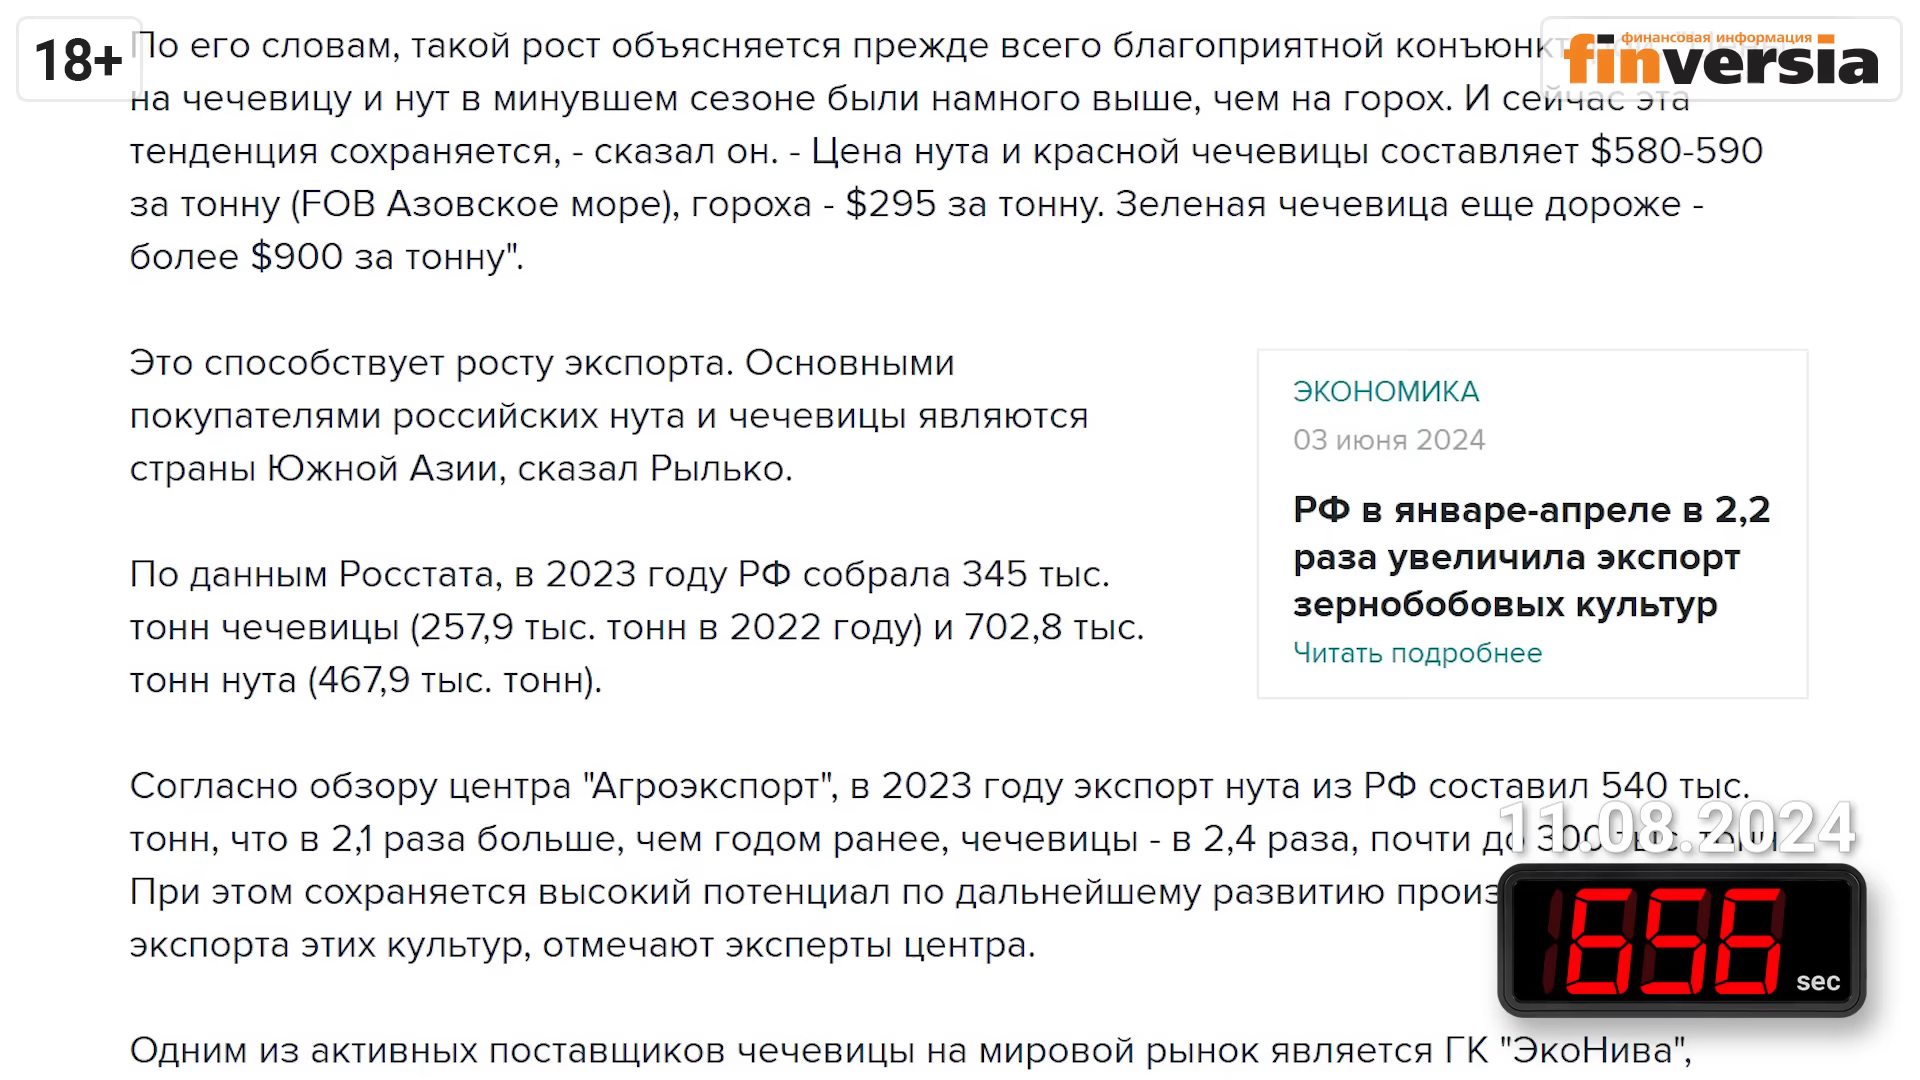 18+
финансовая информация
finversia
По его словам, такой рост объясняется прежде всего благоприятной
на чечевицу и нут в минувшем сезоне были намного выше, чем на горох. И сейчас эта
тенденция сохраняется, - сказал он. - Цена нута и красной чечевицы составляет $580-590
за тонну (FOB Азовское море), гороха - $295 за тонну. Зеленая чечевица еще дороже -
более $900 за тонну".
Это способствует росту экспорта. Основными
покупателями российских нута и чечевицы являются
страны Южной Азии, сказал Рылько.
По данным Росстата, в 2023 году РФ собрала 345 тыс.
тонн чечевицы (257,9 тыс. тонн в 2022 году) и 702,8 тыс.
тонн нута (467,9 тыс. тонн).
ЭКОНОМИКА
03 июня 2024
РФ в январе-апреле в 2,2
раза увеличила экспорт
зернобобовых культур
Читать подробнее
Согласно обзору центра "Агроэкспорт", в 2023 году экспорт нута из РФ составил 540 тыс.
тонн, что в 2,1 раза больше, чем годом ранее, чечевицы - в 2,4 раза, почти до 300 тыс. тонн
При этом сохраняется высокий потенциал по дальнейшему развитию произ
экспорта этих культур, отмечают эксперты центра.
Одним из активных поставщиков чечевицы на мировой рынок является ГК "ЭкоНива",
11.08.2024
656 sec